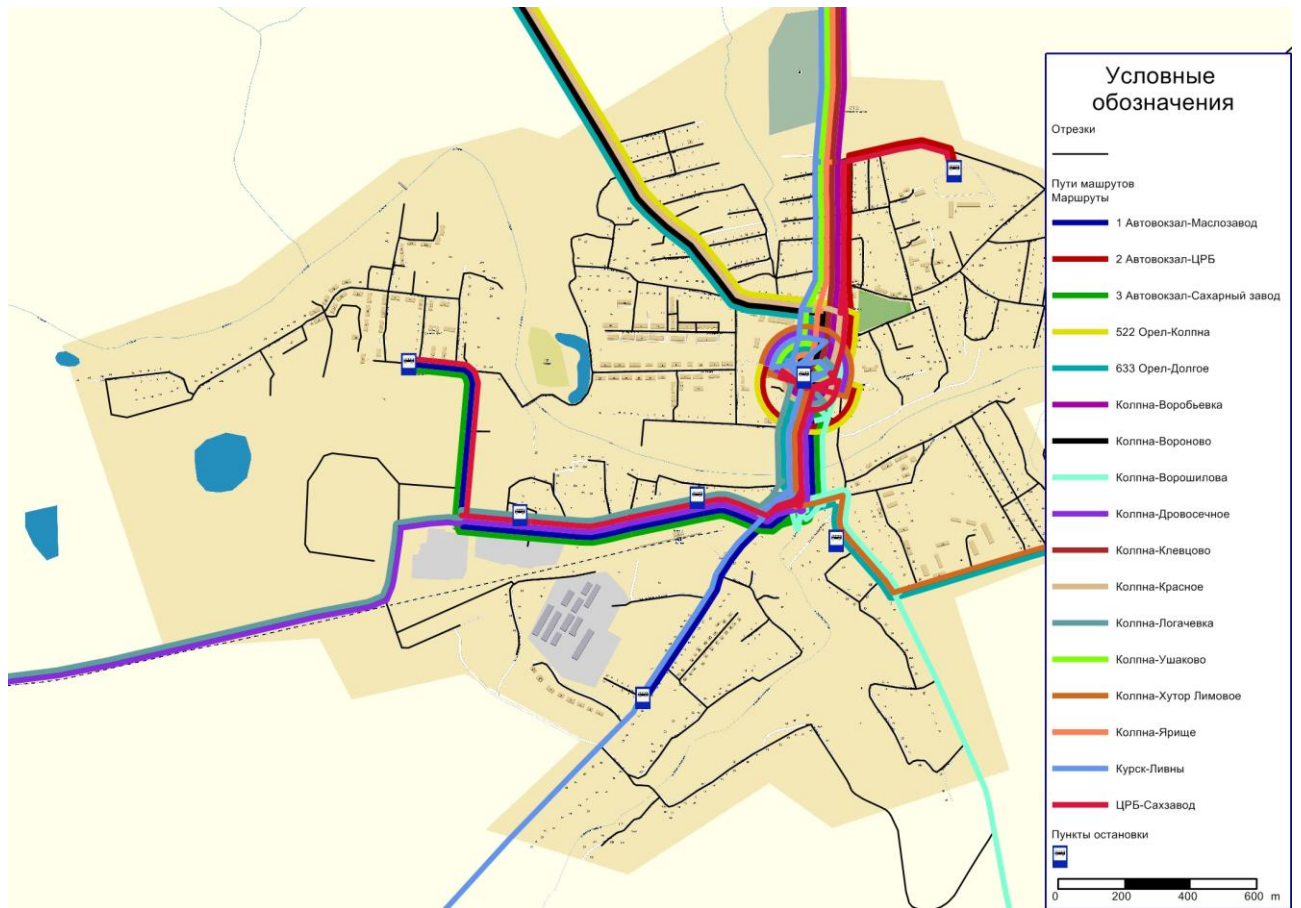 Условные
обозначения
Отрезки
Пути машрутов
Маршруты
1 Автовокзал-Маслозавод
2 Автовокзал-ЦРБ
3 Автовокзал-Сахарный завод
522 Орел-Колпна
633 Орел-Долгое
Колпна-Воробьевка
Колпна-Вороново
Колпна-Ворошилова
Колпна-Дровосечное
Колпна-Клевцово
Колпна-Красное
Колпна-Логачевка
Колпна-Ушаково
Колпна-Хутор Лимовое
Колпна-Ярище
Курск-Ливны
ЦРБ-Сахзавод
Пункты остановки
0 200 400 600 m